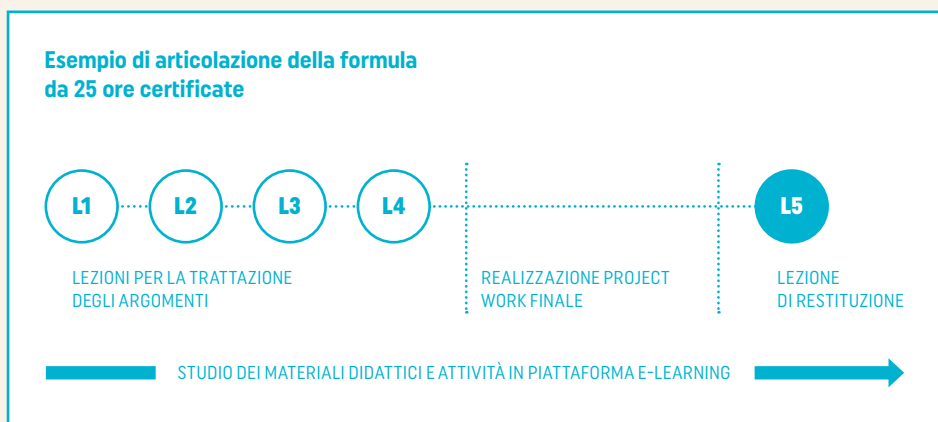 Esempio di articolazione della formula
da 25 ore certificate
L1
L2
L3
L4
L5
LEZIONI PER LA TRATTAZIONE
DEGLI ARGOMENTI
REALIZZAZIONE PROJECT
WORK FINALE
LEZIONE
DI RESTITUZIONE
STUDIO DEI MATERIALI DIDATTICI E ATTIVITÀ IN PIATTAFORMA E-LEARNING